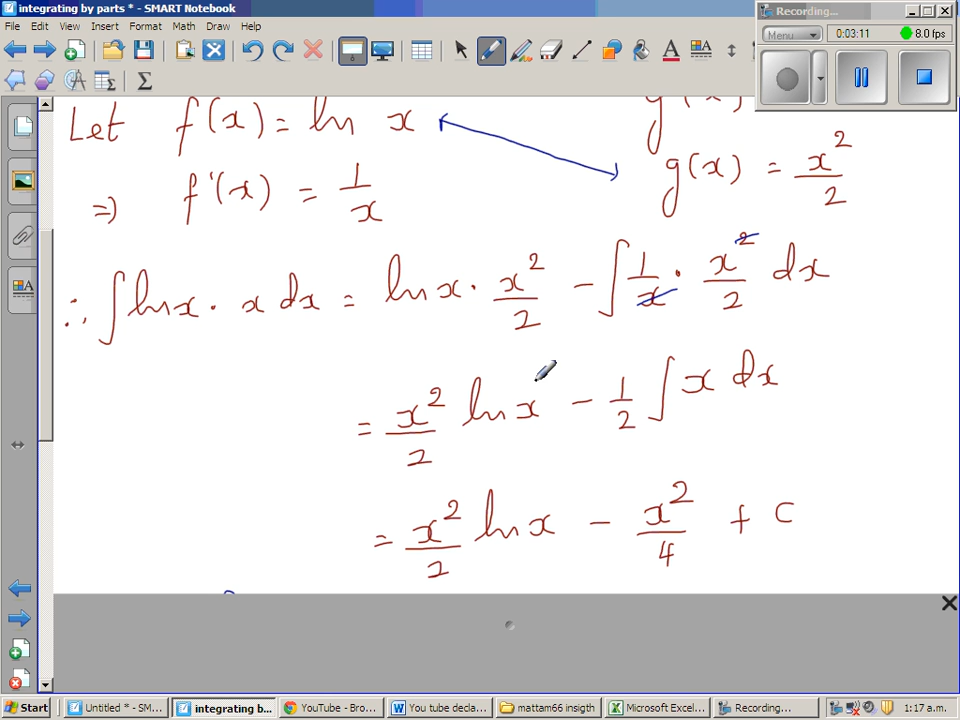 integrating by parts * - SMART Notebook
Recording...
File Edit View Insert Format Math Draw Help
Menu 0:03:11 8.0 fps
Let f(x) = ln x
g(x) = x²/2
⇒ f'(x) = 1/x
∴ ∫ ln x · x dx = ln x · x²/2 − ∫ 1/x · x²/2 dx
= x²/2 ln x − 1/2 ∫ x dx
= x²/2 ln x − x²/4 + c
Start Untitled * - SM... integrating b... YouTube - Bro... You tube decla... mattam66 insigth Microsoft Exce... Recording... 1:17 a.m.